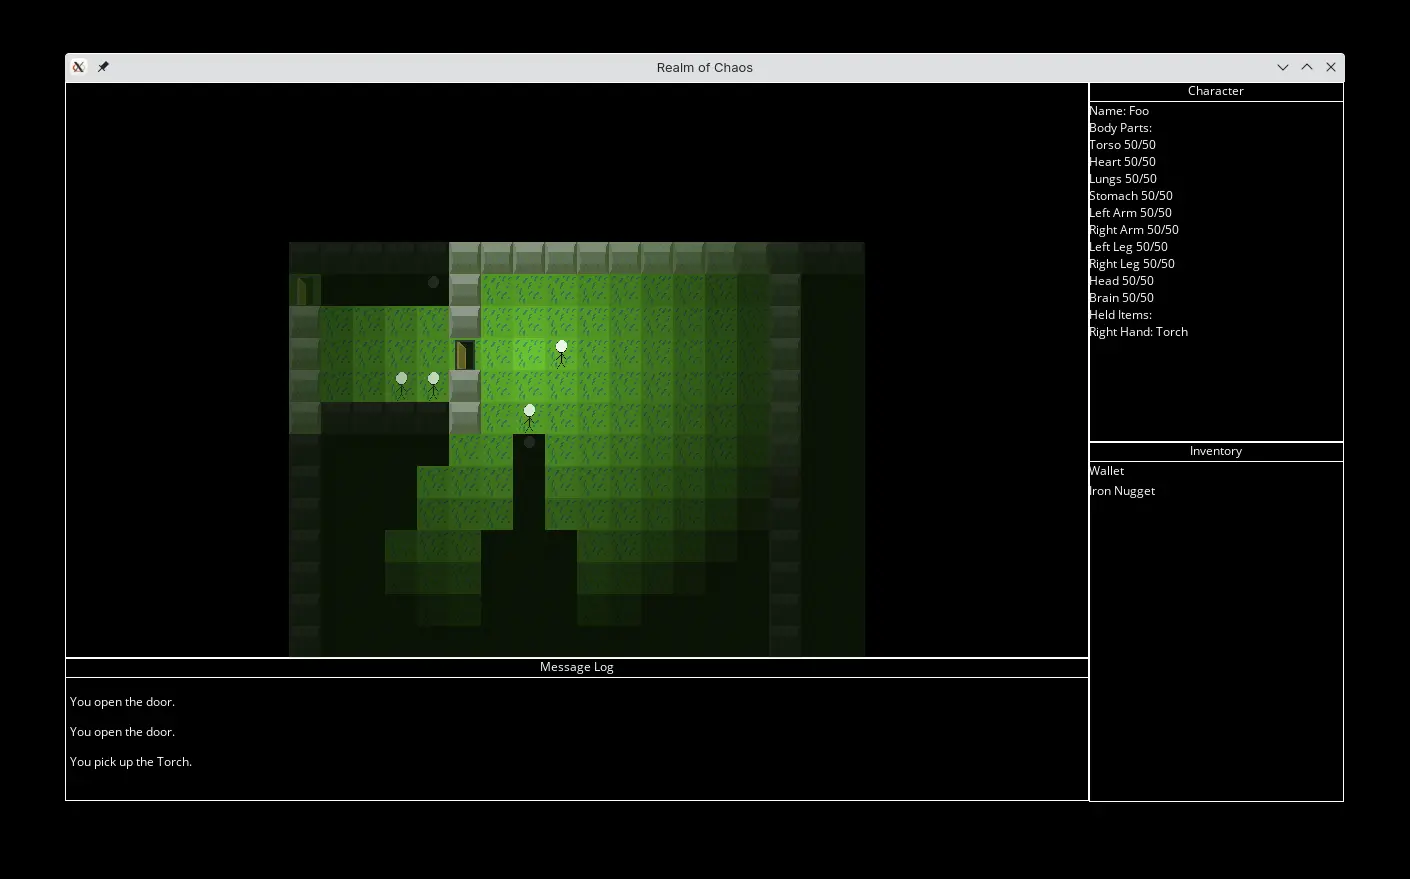 Realm of Chaos
Character
Name: Foo
Body Parts:
Torso 50/50
Heart 50/50
Lungs 50/50
Stomach 50/50
Left Arm 50/50
Right Arm 50/50
Left Leg 50/50
Right Leg 50/50
Head 50/50
Brain 50/50
Held Items:
Right Hand: Torch
Inventory
Wallet
Iron Nugget
Message Log
You open the door.
You open the door.
You pick up the Torch.